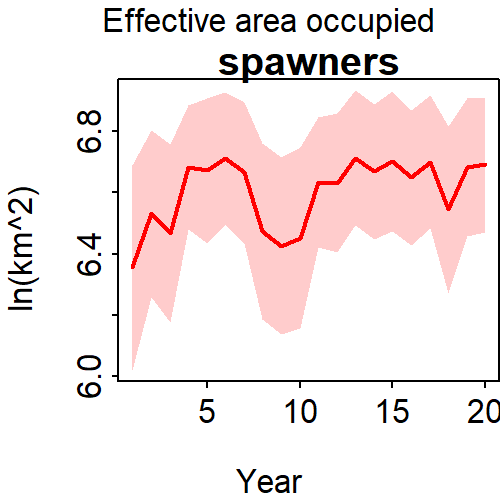 Effective area occupied
spawners
ln(km^2)
6.8
6.4
6.0
5 10 15 20
Year